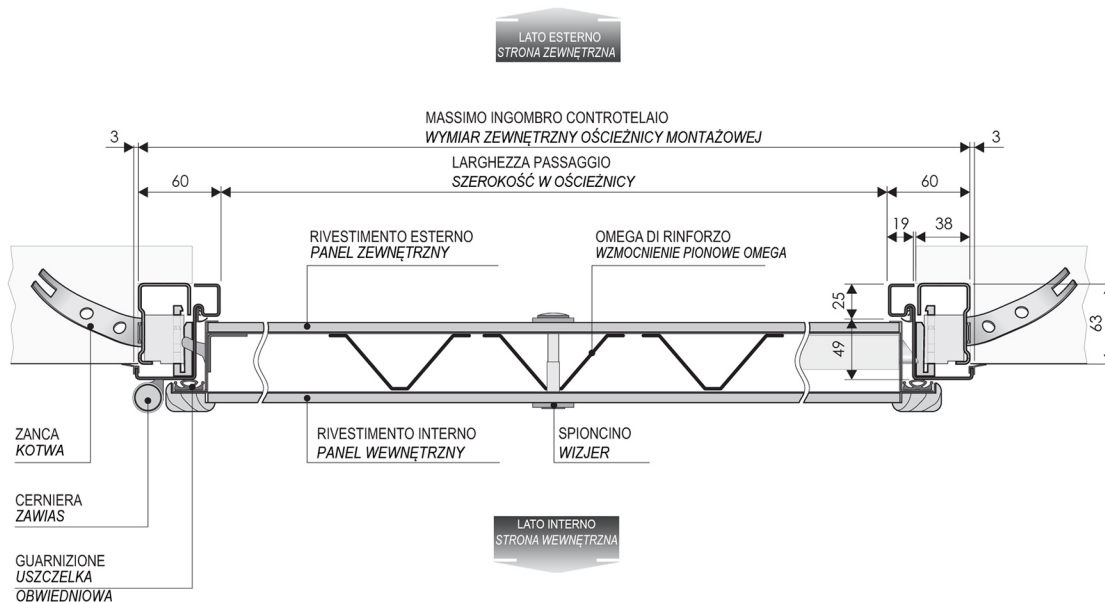 LATO ESTERNO
STRONA ZEWNĘTRZNA
MASSIMO INGOMBRO CONTROTELAIO
WYMIAR ZEWNĘTRZNY OŚCIEŻNICY MONTAŻOWEJ
3
3
LARGHEZZA PASSAGGIO
SZEROKOŚĆ W OŚCIEŻNICY
60
60
19
38
RIVESTIMENTO ESTERNO
PANEL ZEWNĘTRZNY
OMEGA DI RINFORZO
WZMOCNIENIE PIONOWE OMEGA
25
49
63
ZANCA
KOTWA
RIVESTIMENTO INTERNO
PANEL WEWNĘTRZNY
SPIONCINO
WIZJER
CERNIERA
ZAWIAS
LATO INTERNO
STRONA WEWNĘTRZNA
GUARNIZIONE
USZCZELKA
OBWIEDNIOWA